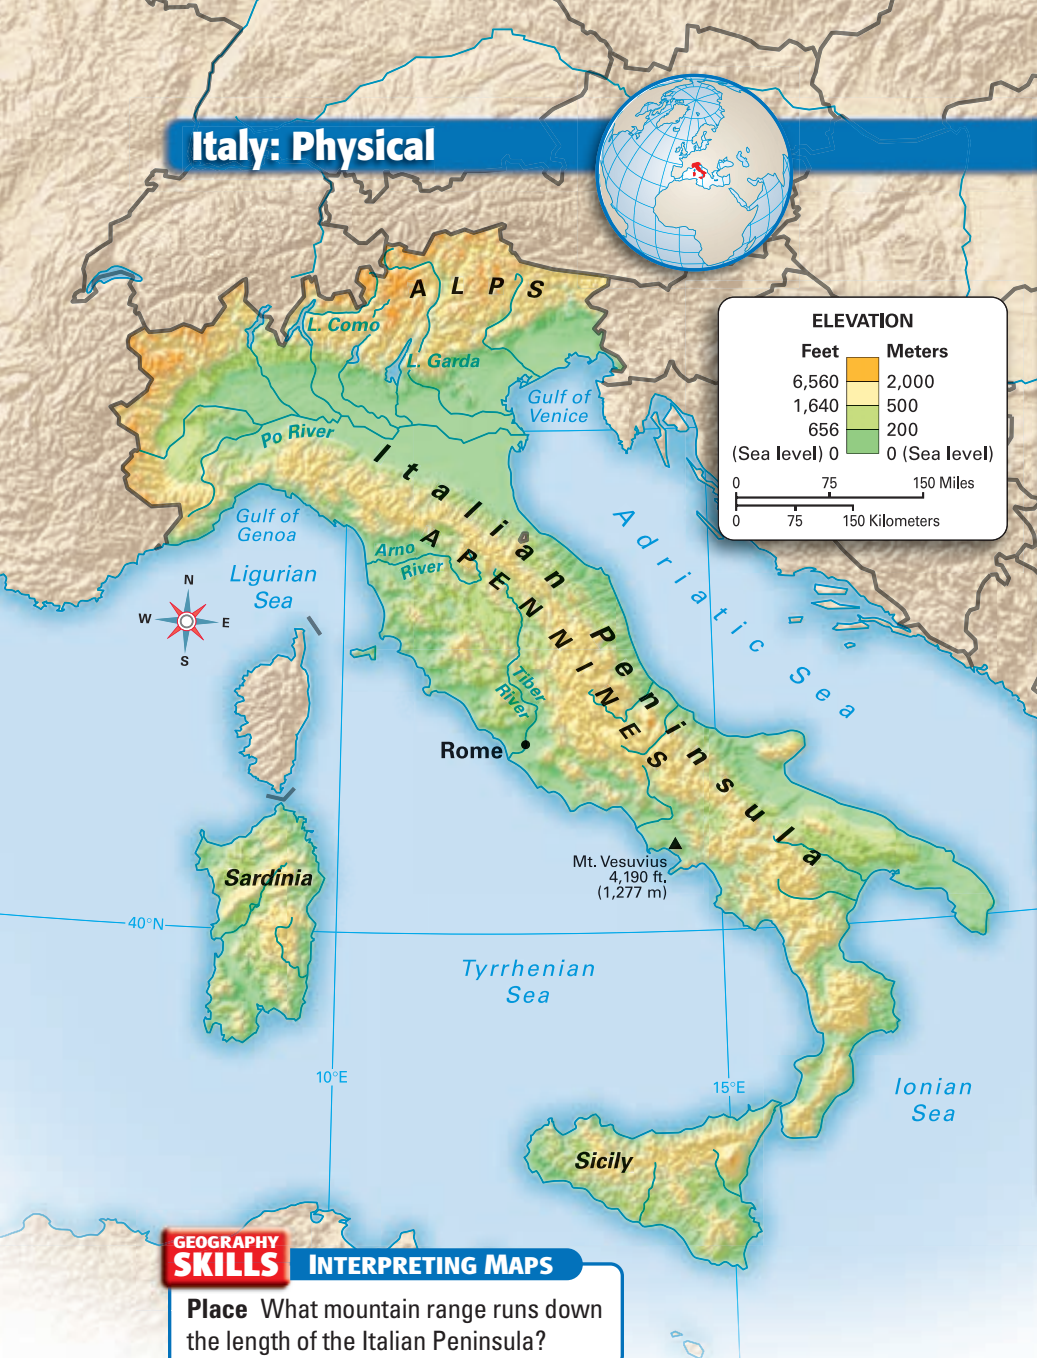 Italy: Physical
ALPS
L. Como
L. Garda
ELEVATION
Feet Meters
6,560 2,000
1,640 500
656 200
(Sea level) 0 0 (Sea level)
0 75 150 Miles
0 75 150 Kilometers
Gulf of
Venice
Po River
Italian Peninsula
Gulf of
Genoa
APENNINES
Arno
River
Adriatic Sea
Ligurian
Sea
N
W E
S
Tiber
River
Rome
Mt. Vesuvius
4,190 ft.
(1,277 m)
Sardinia
40°N
Tyrrhenian
Sea
10°E
15°E
Ionian
Sea
Sicily
GEOGRAPHY
SKILLS
INTERPRETING MAPS
Place What mountain range runs down
the length of the Italian Peninsula?